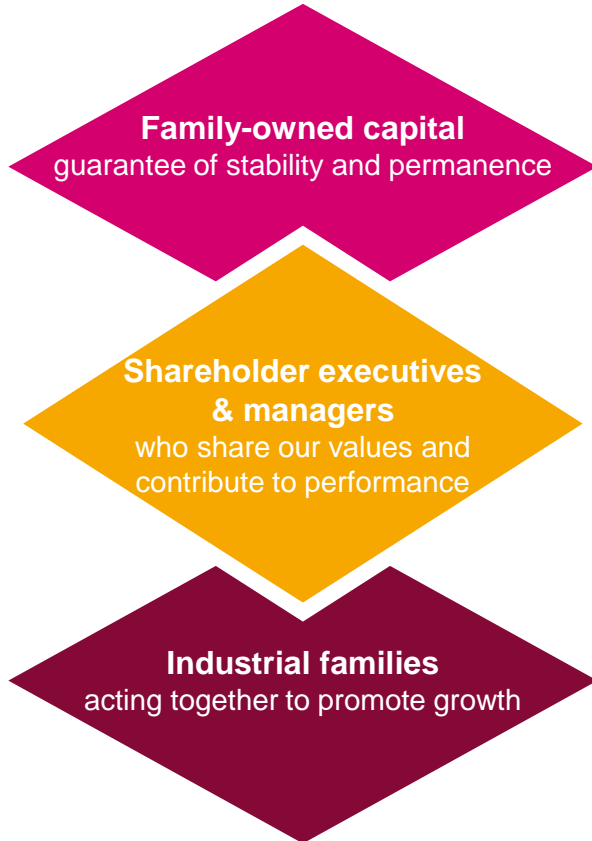 Family-owned capital
guarantee of stability and permanence
Shareholder executives
& managers
who share our values and
contribute to performance
Industrial families
acting together to promote growth